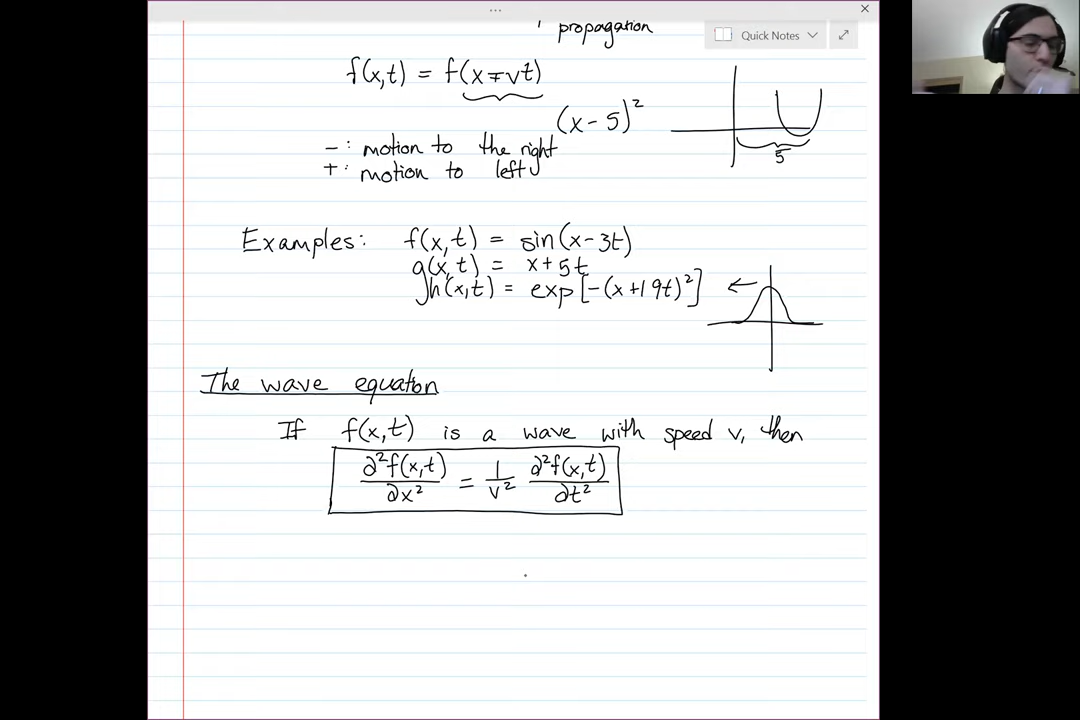 propagation
Quick Notes
f(x,t) = f(x∓vt)
(x-5)²
5
- : motion to the right
+ : motion to left
Examples: f(x,t) = sin(x-3t)
g(x,t) = x+5t
h(x,t) = exp[-(x+19t)²]
The wave equation
If f(x,t) is a wave with speed v, then
∂²f(x,t)/∂x² = 1/v² ∂²f(x,t)/∂t²